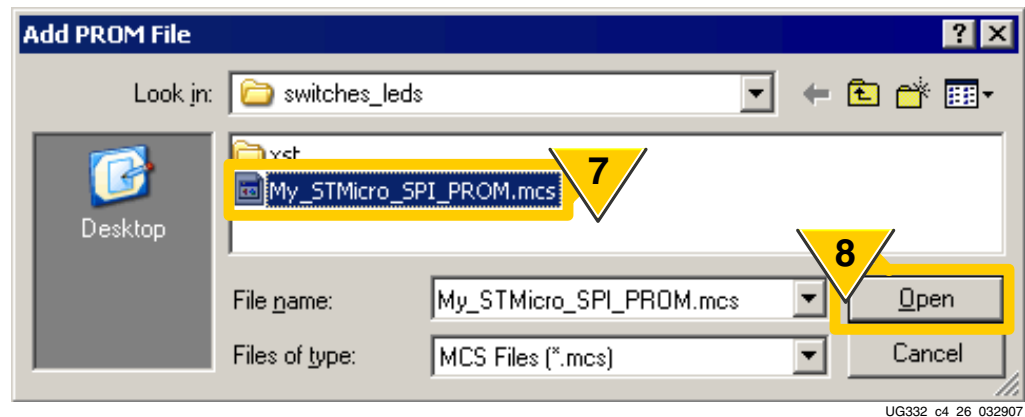 Add PROM File
Look in: switches_leds
xst
7
My_STMicro_SPI_PROM.mcs
Desktop
8
File name: My_STMicro_SPI_PROM.mcs Open
Files of type: MCS Files (*.mcs) Cancel
UG332_c4_26_032907